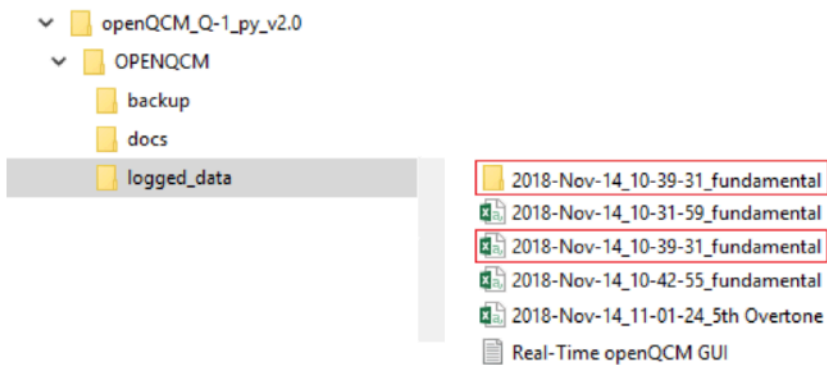 openQCM_Q-1_py_v2.0
OPENQCM
backup
docs
logged_data
2018-Nov-14_10-39-31_fundamental
2018-Nov-14_10-31-59_fundamental
2018-Nov-14_10-39-31_fundamental
2018-Nov-14_10-42-55_fundamental
2018-Nov-14_11-01-24_5th Overtone
Real-Time openQCM GUI